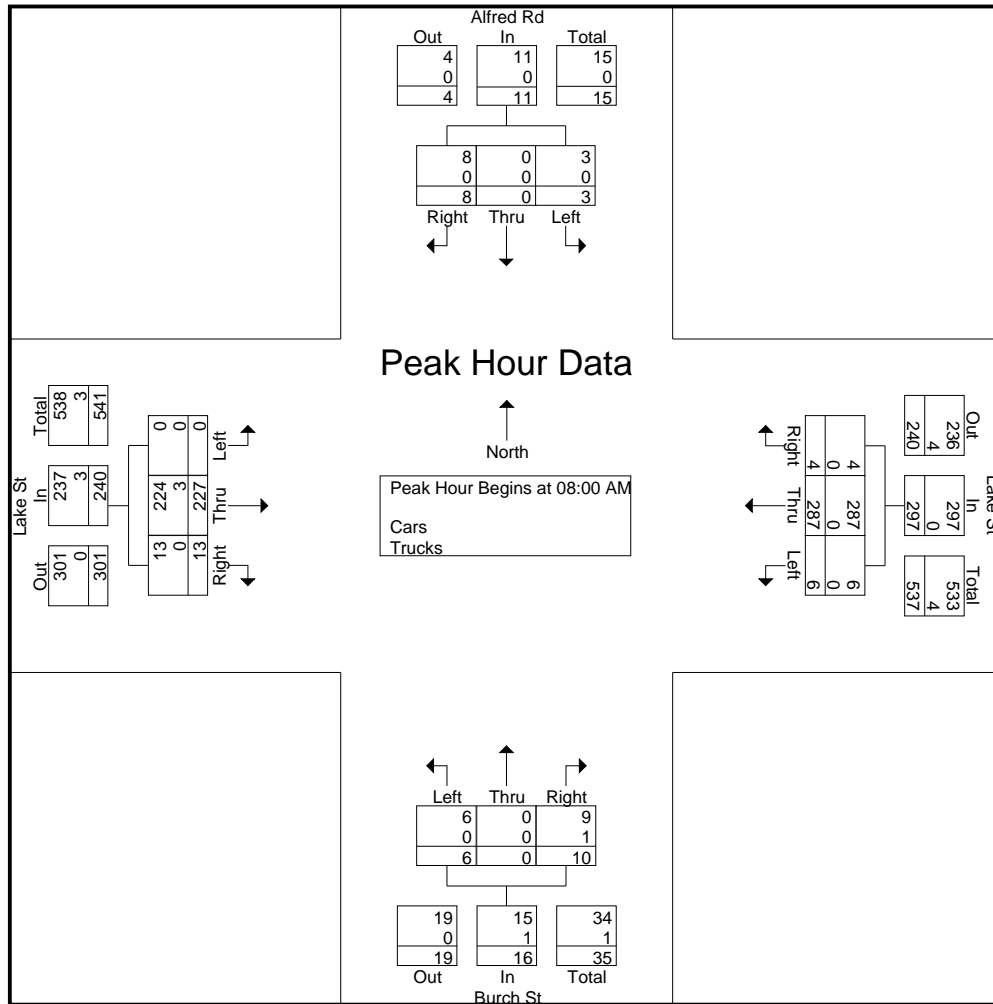 Alfred Rd
Out In Total
4 11 15
0 0 0
4 11 15
8 0 3
0 0 0
8 0 3
Right Thru Left
Peak Hour Data
North
Peak Hour Begins at 08:00 AM
Cars
Trucks
Lake St
Total In Out
538 237 301
3 3 0
541 240 301
0 224 13
0 3 0
0 227 13
Left Thru Right
Lake St
Out In Total
236 297 533
4 0 4
240 297 537
4 287 6
0 0 0
4 287 6
Right Thru Left
Left Thru Right
6 0 9
0 0 1
6 0 10
19 15 34
0 1 1
19 16 35
Out In Total
Burch St